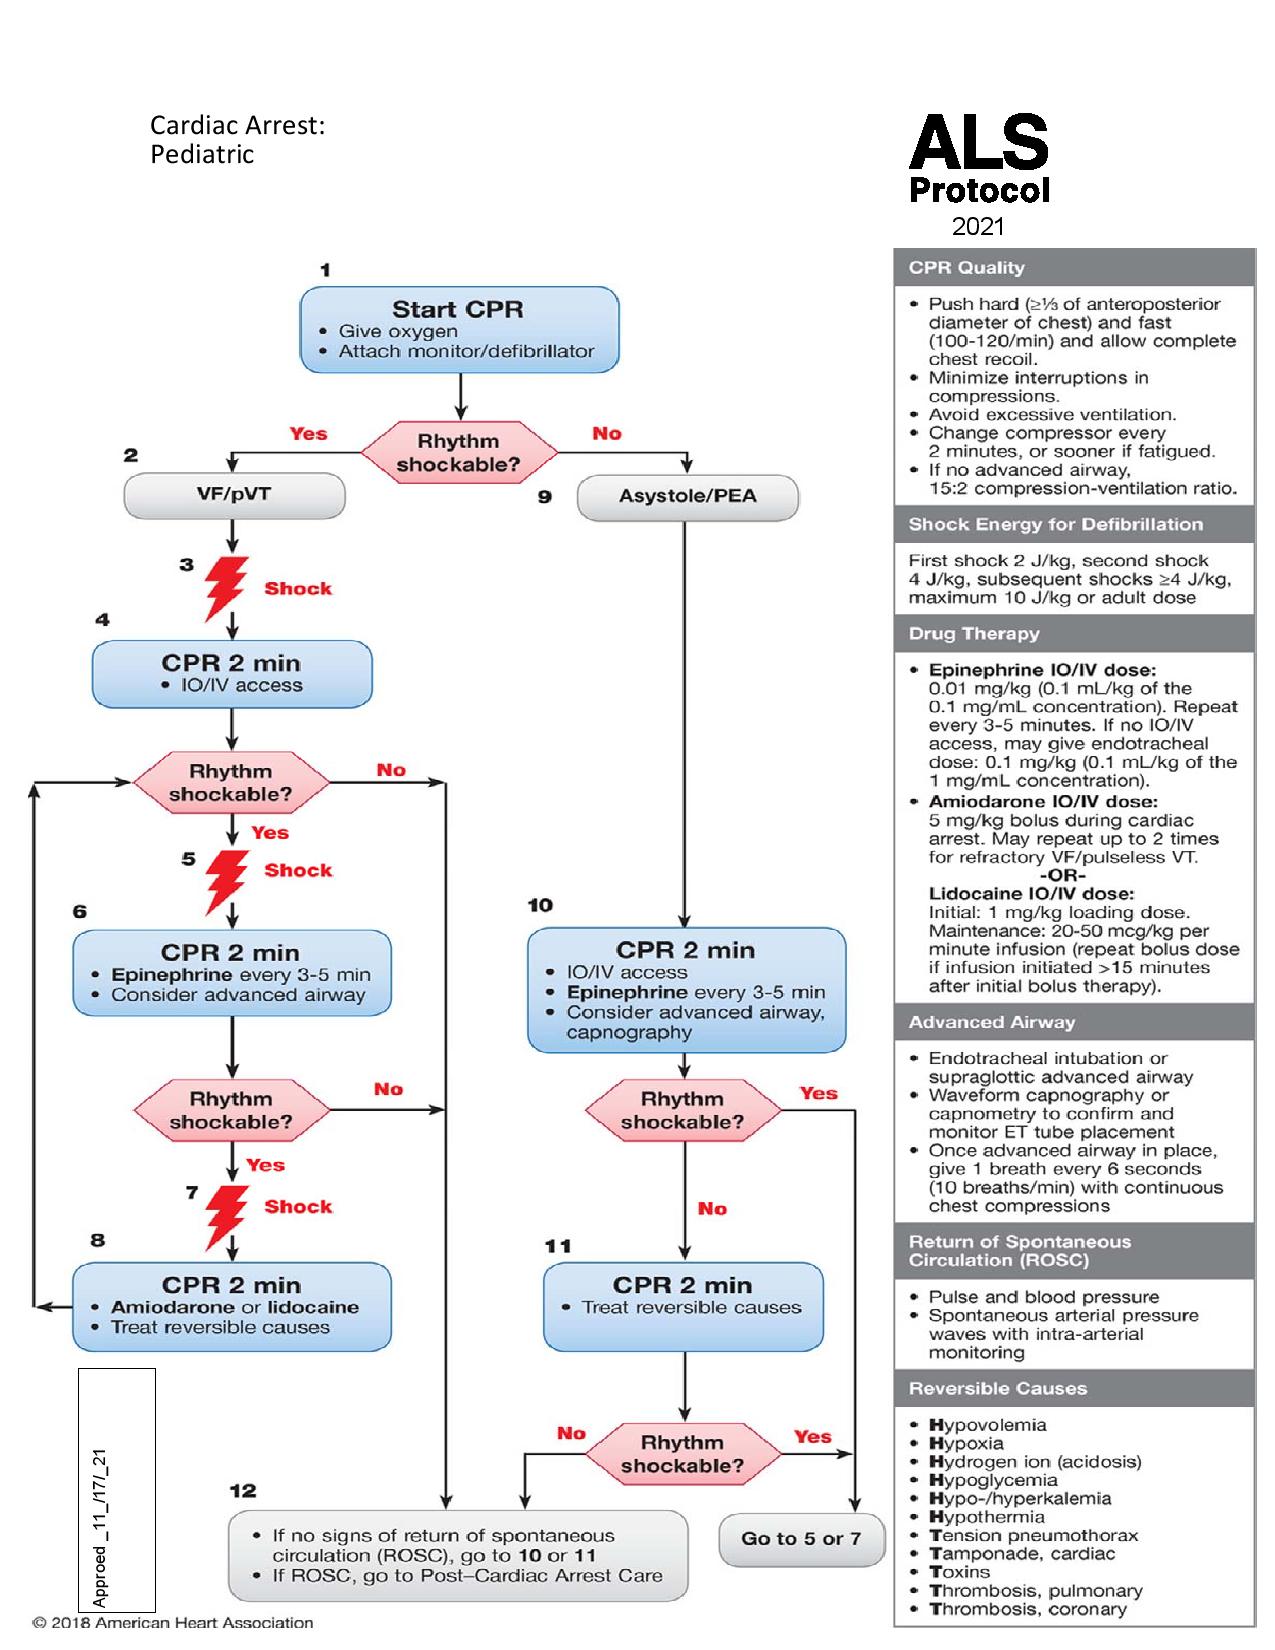 Cardiac Arrest:
Pediatric
ALS
Protocol
2021
1
Start CPR
• Give oxygen
• Attach monitor/defibrillator
Rhythm
shockable?
Yes
No
2
VF/pVT
9
Asystole/PEA
3
Shock
4
CPR 2 min
• IO/IV access
Rhythm
shockable?
No
Yes
5
Shock
6
CPR 2 min
• Epinephrine every 3-5 min
• Consider advanced airway
Rhythm
shockable?
No
Yes
7
Shock
8
CPR 2 min
• Amiodarone or lidocaine
• Treat reversible causes
10
CPR 2 min
• IO/IV access
• Epinephrine every 3-5 min
• Consider advanced airway,
capnography
Rhythm
shockable?
Yes
No
11
CPR 2 min
• Treat reversible causes
Rhythm
shockable?
No
Yes
12
• If no signs of return of spontaneous
circulation (ROSC), go to 10 or 11
• If ROSC, go to Post–Cardiac Arrest Care
Go to 5 or 7
Approed _11_/17/_21
© 2018 American Heart Association
CPR Quality
• Push hard (≥⅓ of anteroposterior
diameter of chest) and fast
(100-120/min) and allow complete
chest recoil.
• Minimize interruptions in
compressions.
• Avoid excessive ventilation.
• Change compressor every
2 minutes, or sooner if fatigued.
• If no advanced airway,
15:2 compression-ventilation ratio.
Shock Energy for Defibrillation
First shock 2 J/kg, second shock
4 J/kg, subsequent shocks ≥4 J/kg,
maximum 10 J/kg or adult dose
Drug Therapy
• Epinephrine IO/IV dose:
0.01 mg/kg (0.1 mL/kg of the
0.1 mg/mL concentration). Repeat
every 3-5 minutes. If no IO/IV
access, may give endotracheal
dose: 0.1 mg/kg (0.1 mL/kg of the
1 mg/mL concentration).
• Amiodarone IO/IV dose:
5 mg/kg bolus during cardiac
arrest. May repeat up to 2 times
for refractory VF/pulseless VT.
-OR-
Lidocaine IO/IV dose:
Initial: 1 mg/kg loading dose.
Maintenance: 20-50 mcg/kg per
minute infusion (repeat bolus dose
if infusion initiated >15 minutes
after initial bolus therapy).
Advanced Airway
• Endotracheal intubation or
supraglottic advanced airway
• Waveform capnography or
capnometry to confirm and
monitor ET tube placement
• Once advanced airway in place,
give 1 breath every 6 seconds
(10 breaths/min) with continuous
chest compressions
Return of Spontaneous
Circulation (ROSC)
• Pulse and blood pressure
• Spontaneous arterial pressure
waves with intra-arterial
monitoring
Reversible Causes
• Hypovolemia
• Hypoxia
• Hydrogen ion (acidosis)
• Hypoglycemia
• Hypo-/hyperkalemia
• Hypothermia
• Tension pneumothorax
• Tamponade, cardiac
• Toxins
• Thrombosis, pulmonary
• Thrombosis, coronary